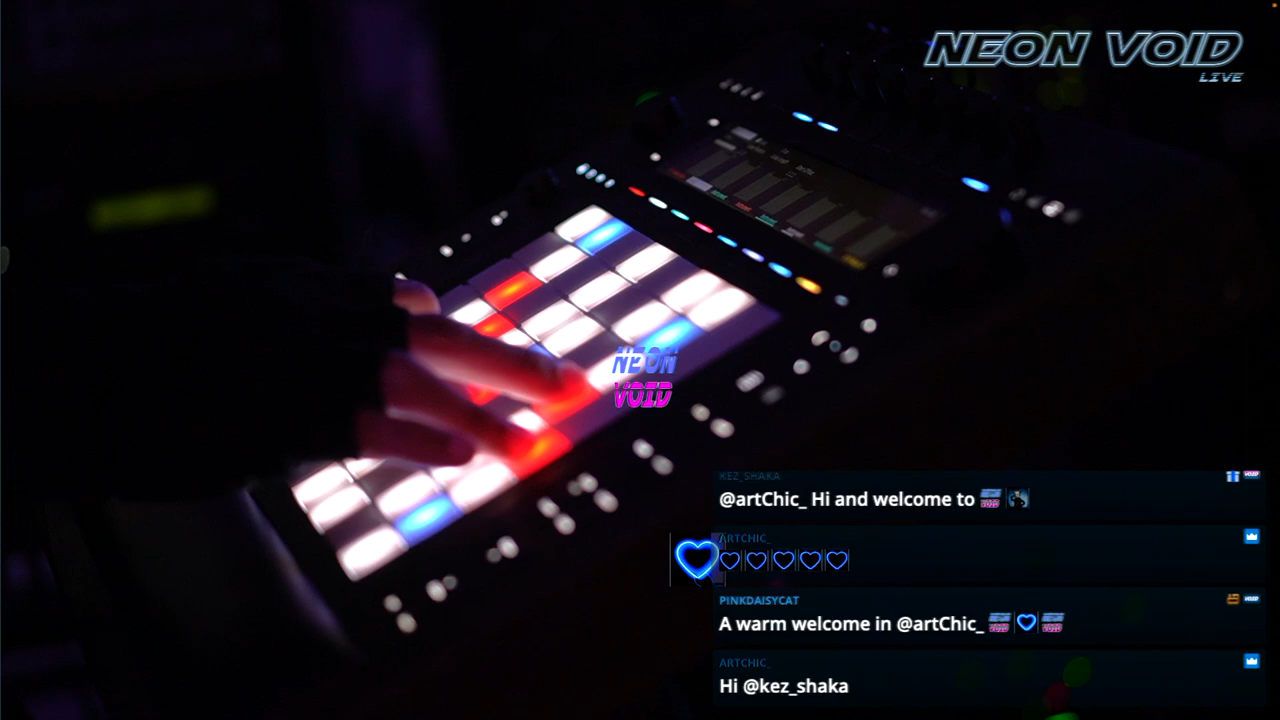 NEON VOID
LIVE
NEON
VOID
KEZ_SHAKA
@artChic_ Hi and welcome to
ARTCHIC_
PINKDAISYCAT
A warm welcome in @artChic_
ARTCHIC_
Hi @kez_shaka